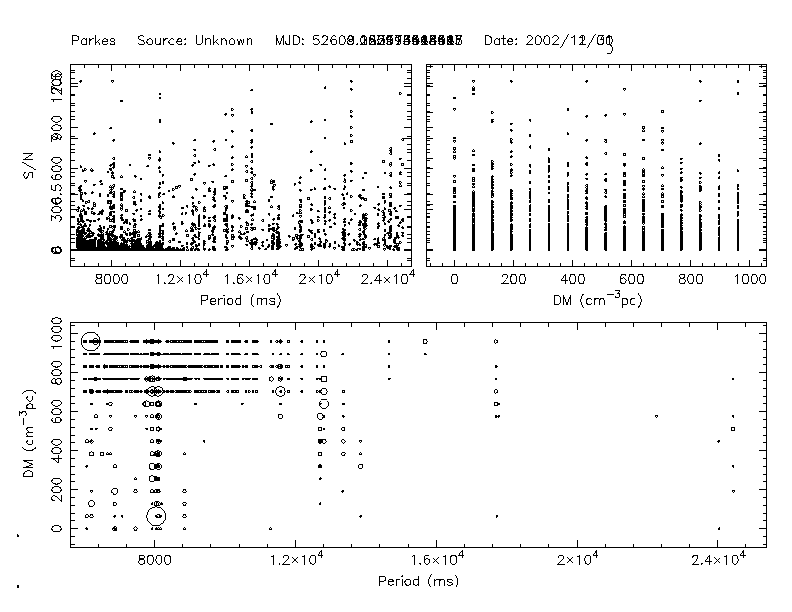 Parkes Source: Unknown MJD: Date: 2002/
S/N
900
600
8000 1.2×10⁴ 1.6×10⁴ 2×10⁴ 2.4×10⁴
Period (ms)
0 200 400 600 800 1000
DM (cm⁻³pc)
DM (cm⁻³pc)
1000
800
600
400
200
0
8000 1.2×10⁴ 1.6×10⁴ 2×10⁴ 2.4×10⁴
Period (ms)